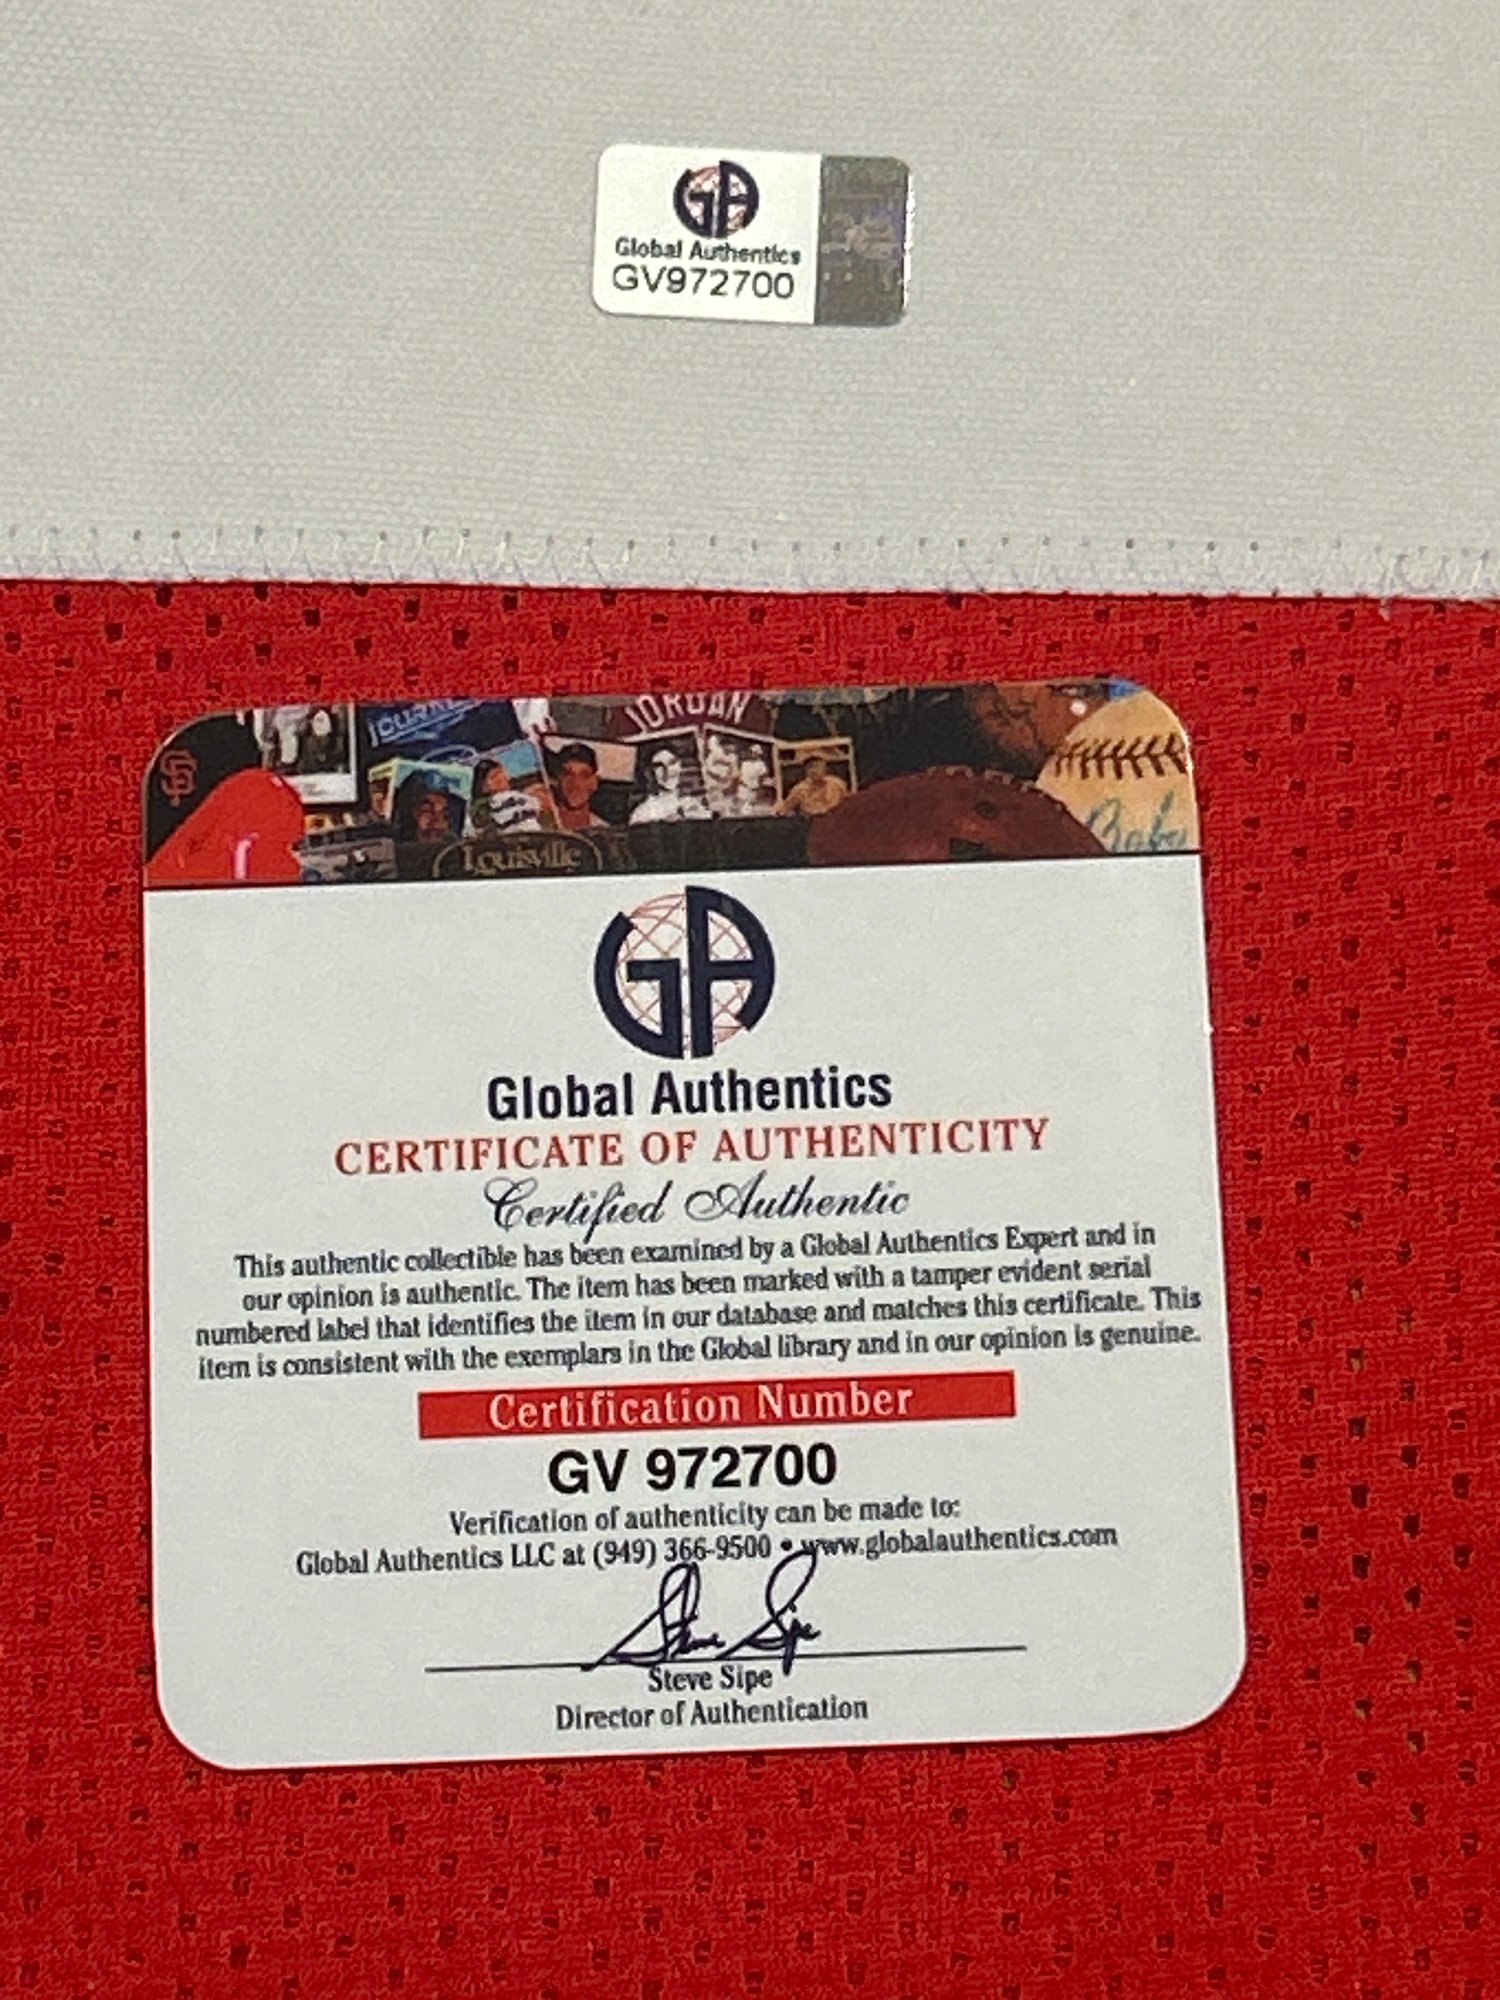 GA
Global Authentics
GV972700
JORDAN
SF
Louisville
Babe
GA
Global Authentics
CERTIFICATE OF AUTHENTICITY
Certified Authentic
This authentic collectible has been examined by a Global Authentics Expert and in
our opinion is authentic. The item has been marked with a tamper evident serial
numbered label that identifies the item in our database and matches this certificate. This
item is consistent with the exemplars in the Global library and in our opinion is genuine.
Certification Number
GV 972700
Verification of authenticity can be made to:
Global Authentics LLC at (949) 366-9500 • www.globalauthentics.com
Steve Sipe
Steve Sipe
Director of Authentication